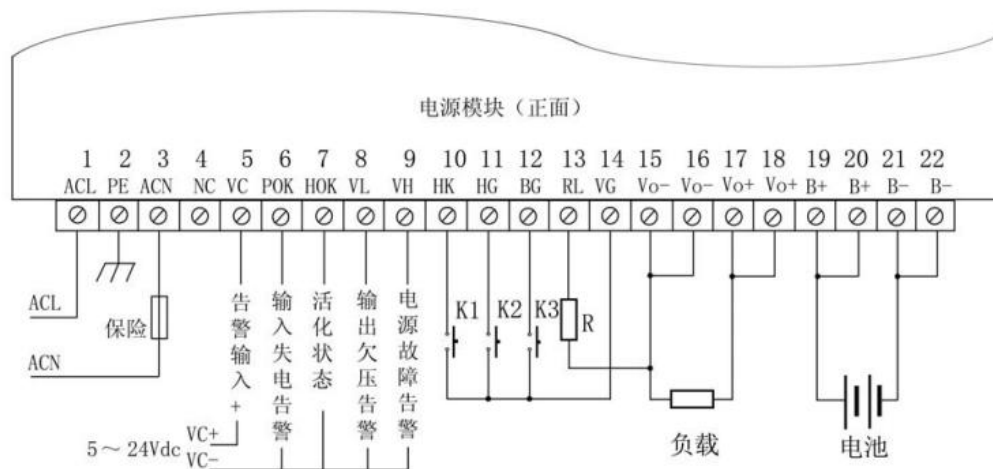 电源模块（正面）
1 2 3 4 5 6 7 8 9 10 11 12 13 14 15 16 17 18 19 20 21 22
ACL PE ACN NC VC POK HOK VL VH HK HG BG RL VG Vo- Vo- Vo+ Vo+ B+ B+ B- B-
ACL
保险
ACN
告警输入+
输入失电告警
活化状态
输出欠压告警
电源故障告警
K1 K2 K3 R
负载
电池
5～24Vdc
VC+
VC-